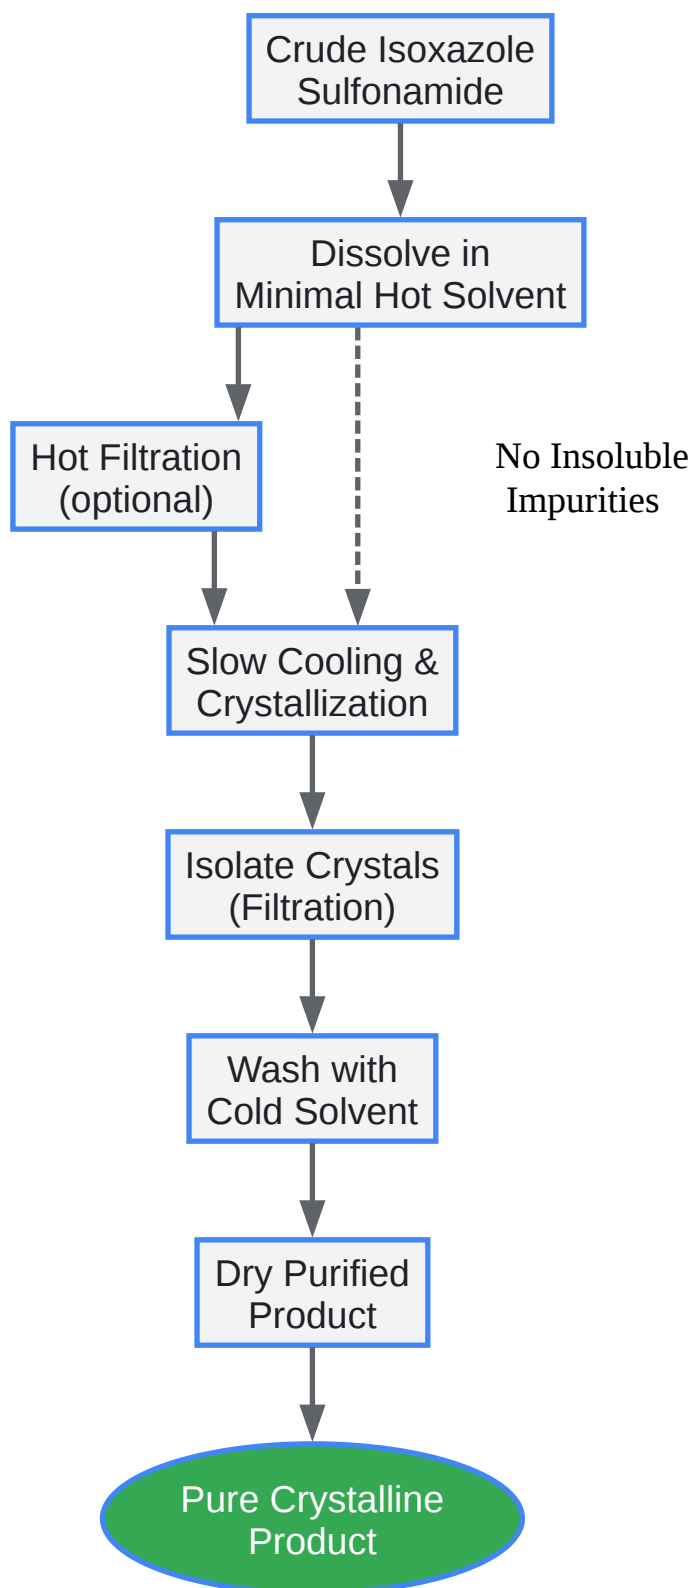 Crude Isoxazole
Sulfonamide
Dissolve in
Minimal Hot Solvent
Hot Filtration
(optional)
No Insoluble
Impurities
Slow Cooling &
Crystallization
Isolate Crystals
(Filtration)
Wash with
Cold Solvent
Dry Purified
Product
Pure Crystalline
Product